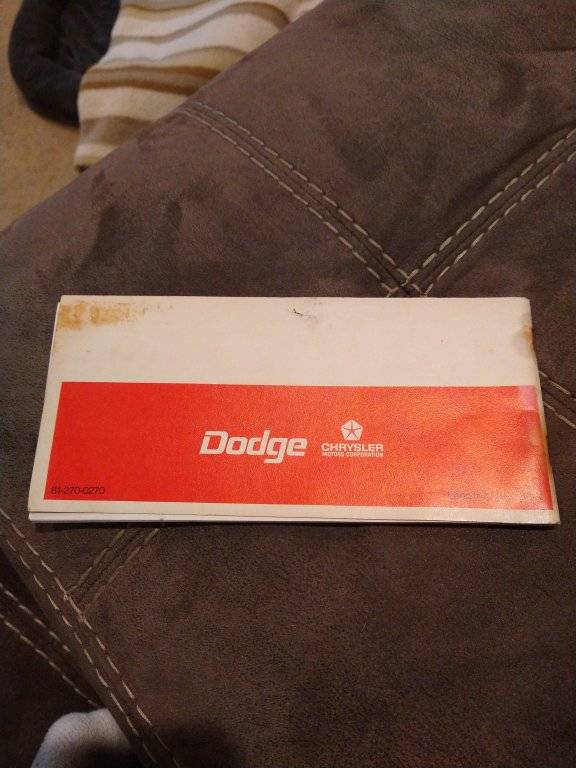 Dodge
CHRYSLER
MOTORS CORPORATION
81-270-0270